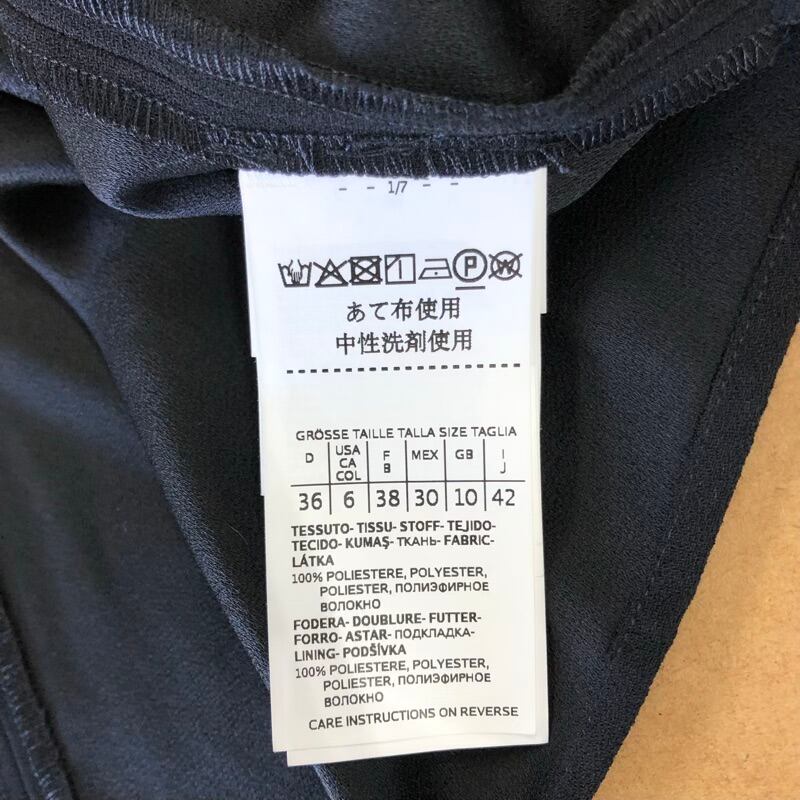 - - 1/7 - -
P W
あて布使用
中性洗剤使用
GRÖSSE TAILLE TALLA SIZE TAGLIA
D USA CA COL F B MEX GB I J
36 6 38 30 10 42
TESSUTO- TISSU- STOFF- TEJIDO-
TECIDO- KUMAŞ- ТКАНЬ- FABRIC-
LÁTKA
100% POLIESTERE, POLYESTER,
POLIESTER, ПОЛИЭФИРНОЕ
ВОЛОКНО
FODERA- DOUBLURE- FUTTER-
FORRO- ASTAR- ПОДКЛАДКА-
LINING- PODŠÍVKA
100% POLIESTERE, POLYESTER,
POLIESTER, ПОЛИЭФИРНОЕ
ВОЛОКНО
CARE INSTRUCTIONS ON REVERSE